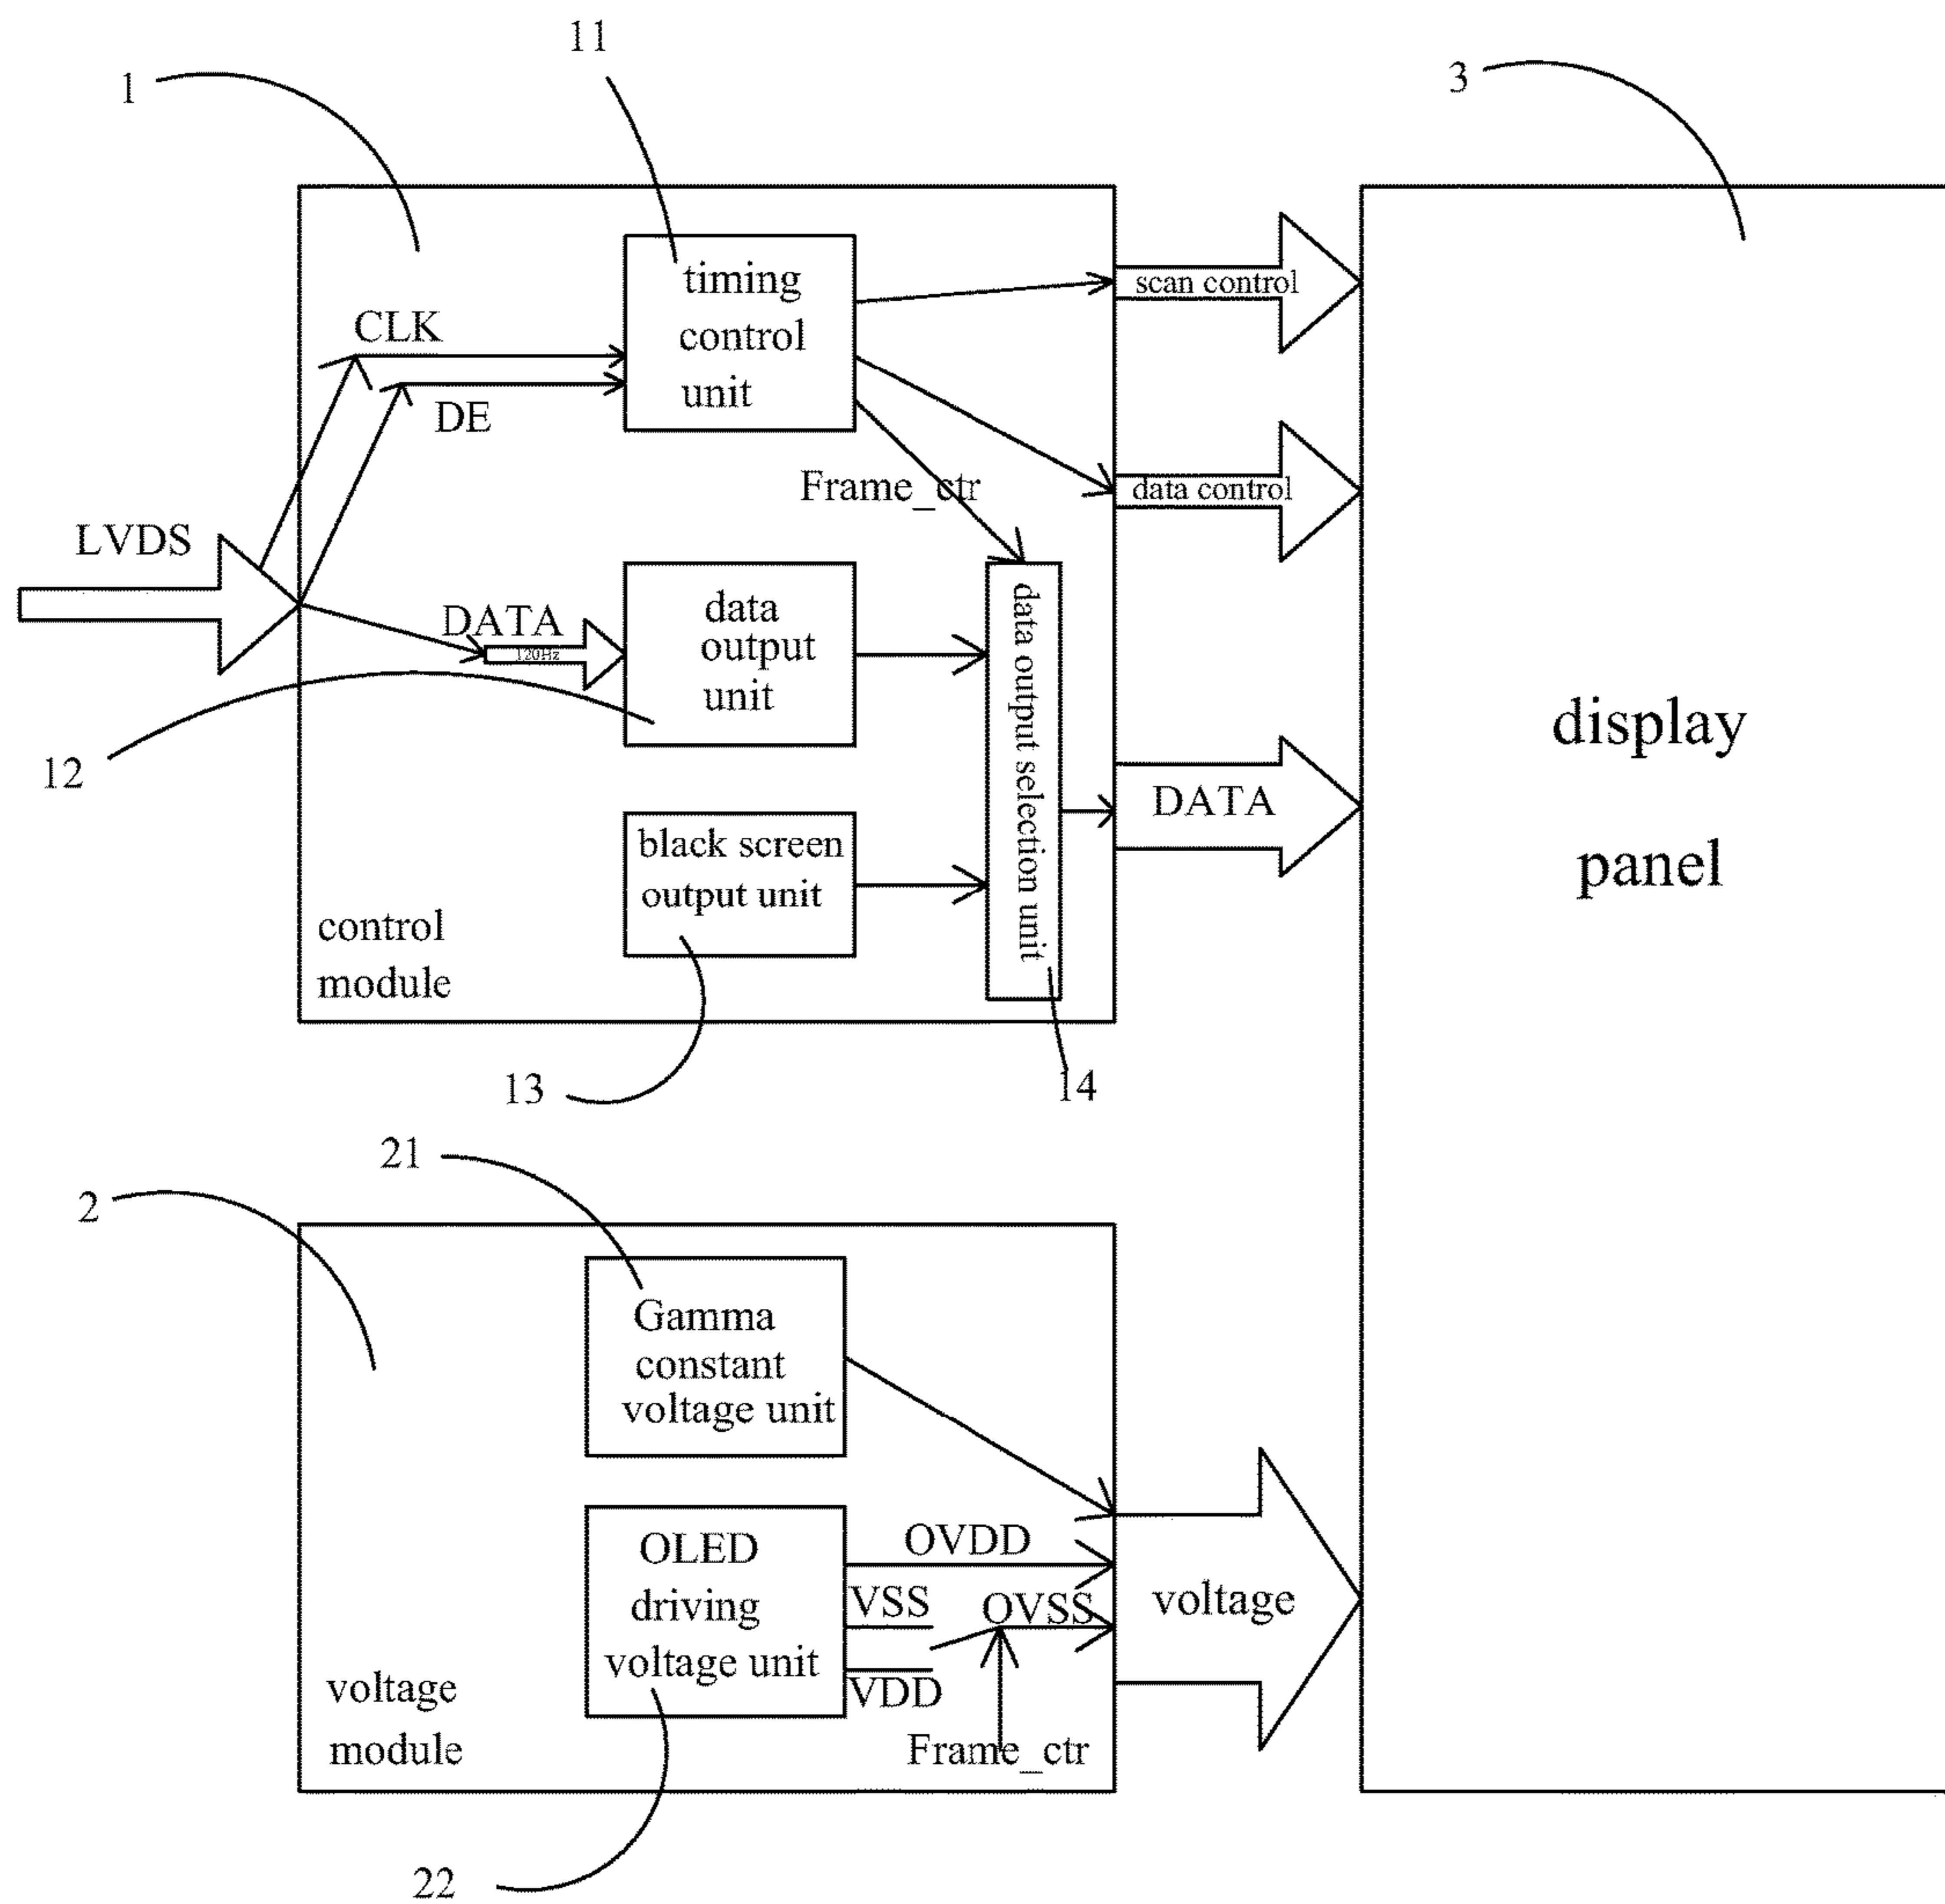 11
1
3
timing
control
unit
scan control
CLK
DE
Frame_ctr
data control
LVDS
DATA
120Hz
data
output
unit
data output selection unit
12
display
panel
DATA
black screen
output unit
control
module
13
14
21
2
Gamma
constant
voltage unit
OLED
driving
voltage unit
OVDD
VSS
OVSS
VDD
voltage
voltage
module
Frame_ctr
22